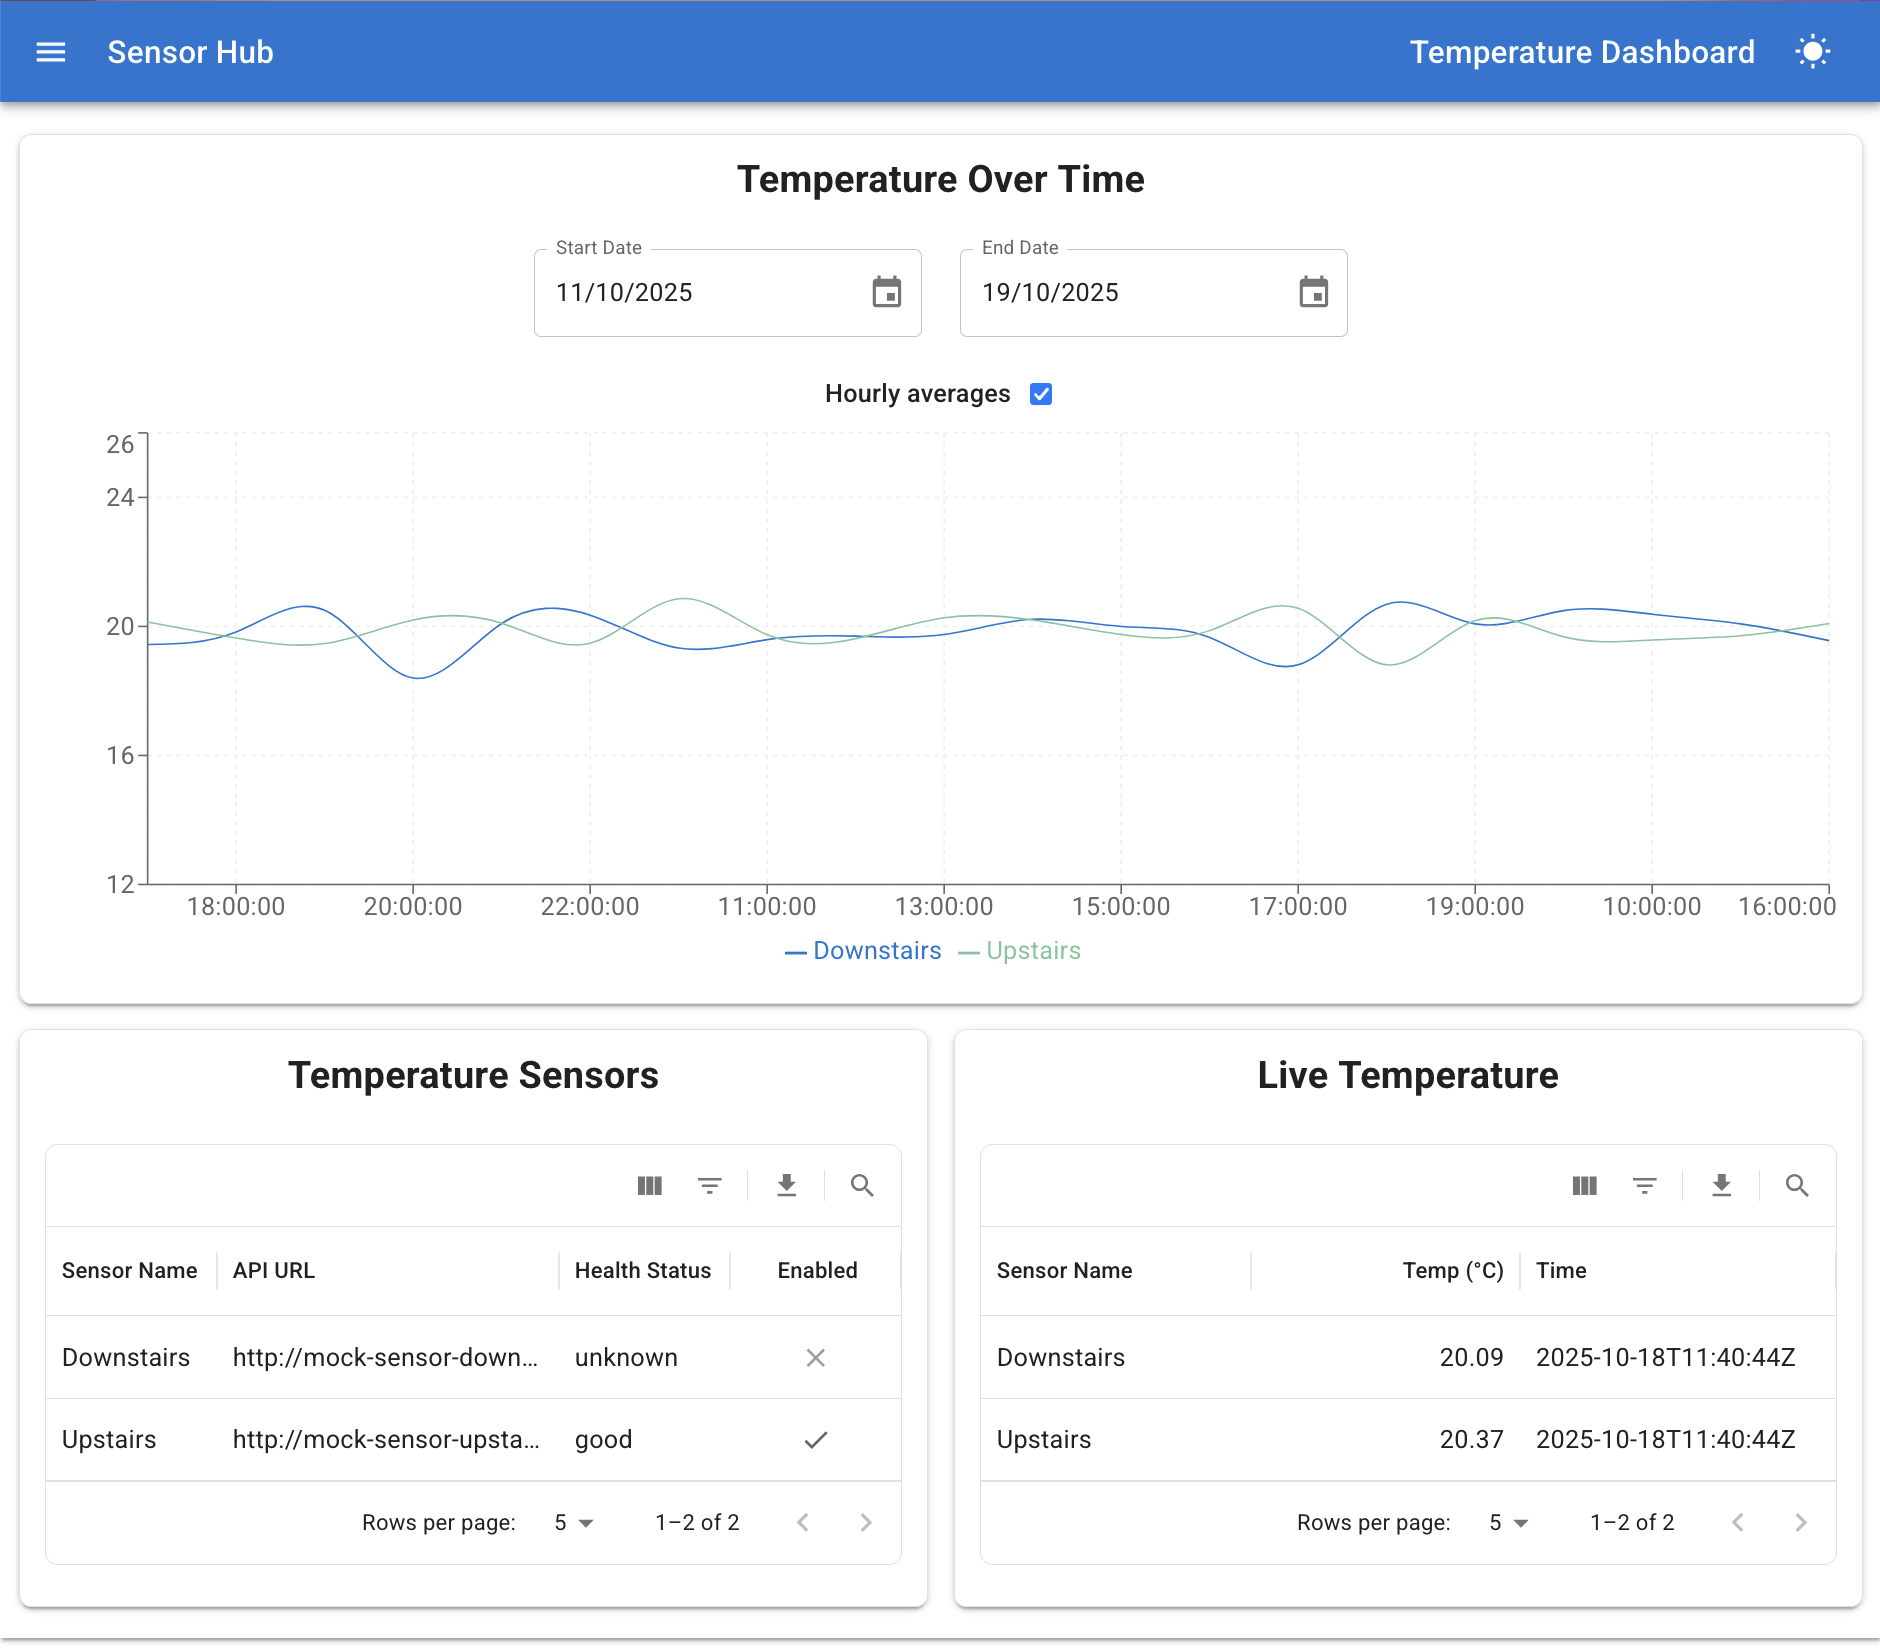 Sensor Hub
Temperature Dashboard
Temperature Over Time
Start Date
11/10/2025
End Date
19/10/2025
Hourly averages
26
24
20
16
12
18:00:00 20:00:00 22:00:00 11:00:00 13:00:00 15:00:00 17:00:00 19:00:00 10:00:00 16:00:00
Downstairs Upstairs
Temperature Sensors
Sensor Name API URL Health Status Enabled
Downstairs http://mock-sensor-down... unknown
Upstairs http://mock-sensor-upsta... good
Rows per page: 5 1–2 of 2
Live Temperature
Sensor Name Temp (°C) Time
Downstairs 20.09 2025-10-18T11:40:44Z
Upstairs 20.37 2025-10-18T11:40:44Z
Rows per page: 5 1–2 of 2